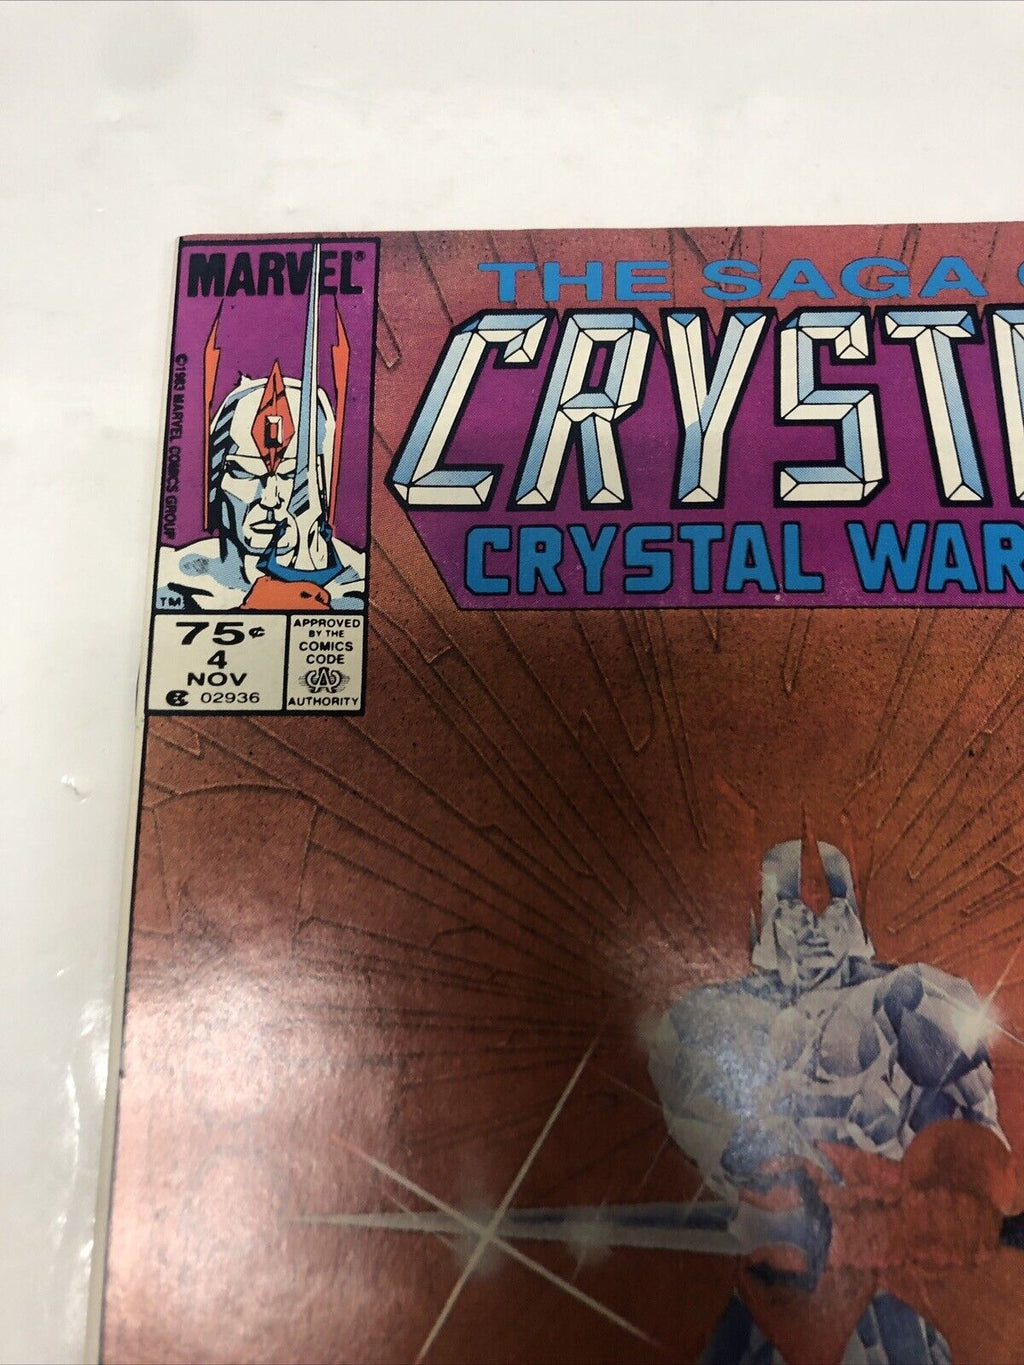 MARVEL®
©1983 MARVEL COMICS GROUP
TM
75¢
4
NOV
02936
APPROVED
BY THE
COMICS
CODE
CCA
AUTHORITY
THE SAGA
CRYST
CRYSTAL WAR